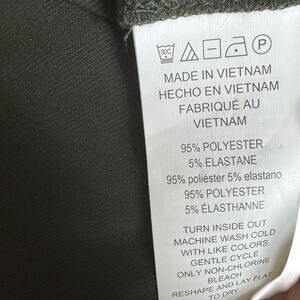 30C P
MADE IN VIETNAM
HECHO EN VIETNAM
FABRIQUÉ AU
VIETNAM
95% POLYESTER
5% ELASTANE
95% poliéster 5% elastano
95% POLYESTER
5% ÉLASTHANNE
TURN INSIDE OUT
MACHINE WASH COLD
WITH LIKE COLORS
GENTLE CYCLE
ONLY NON-CHLORINE
BLEACH
RESHAPE AND LAY FLAT
TO DRY